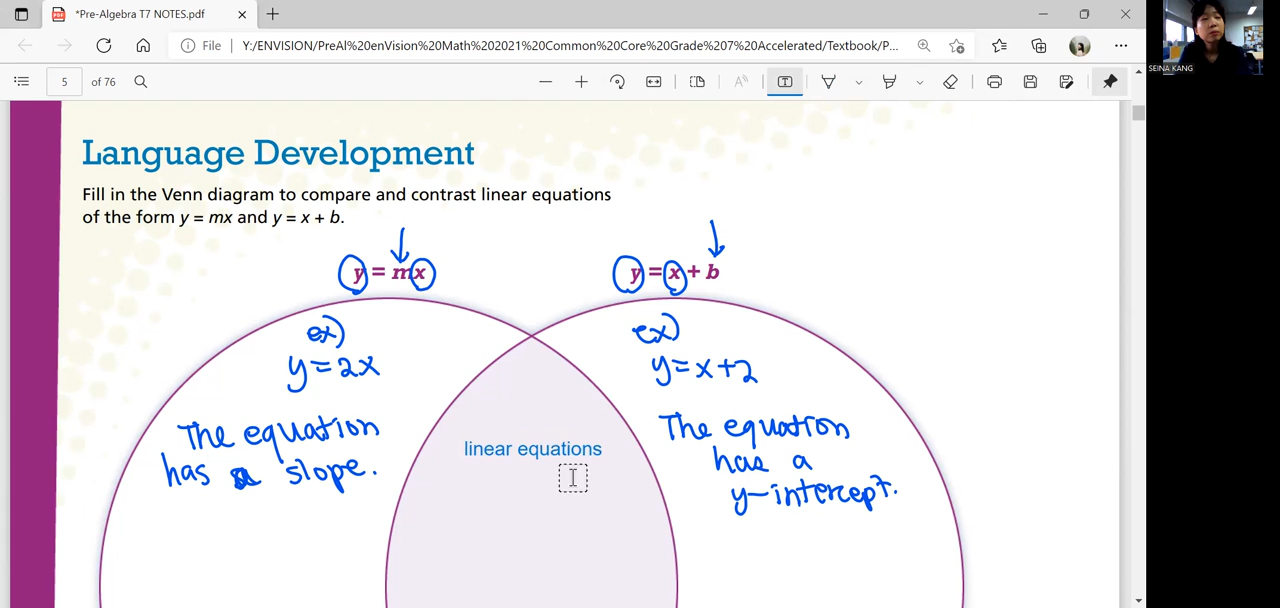 *Pre-Algebra T7 NOTES.pdf
File Y:/ENVISION/PreAl%20enVision%20Math%202021%20Common%20Core%20Grade%207%20Accelerated/Textbook/P...
SEINA KANG
5 of 76
Language Development
Fill in the Venn diagram to compare and contrast linear equations
of the form y = mx and y = x + b.
y = mx
y = x + b
ex)
y=2x
ex)
y=x+2
The equation
has a slope.
linear equations
The equation
has a
y-intercept.